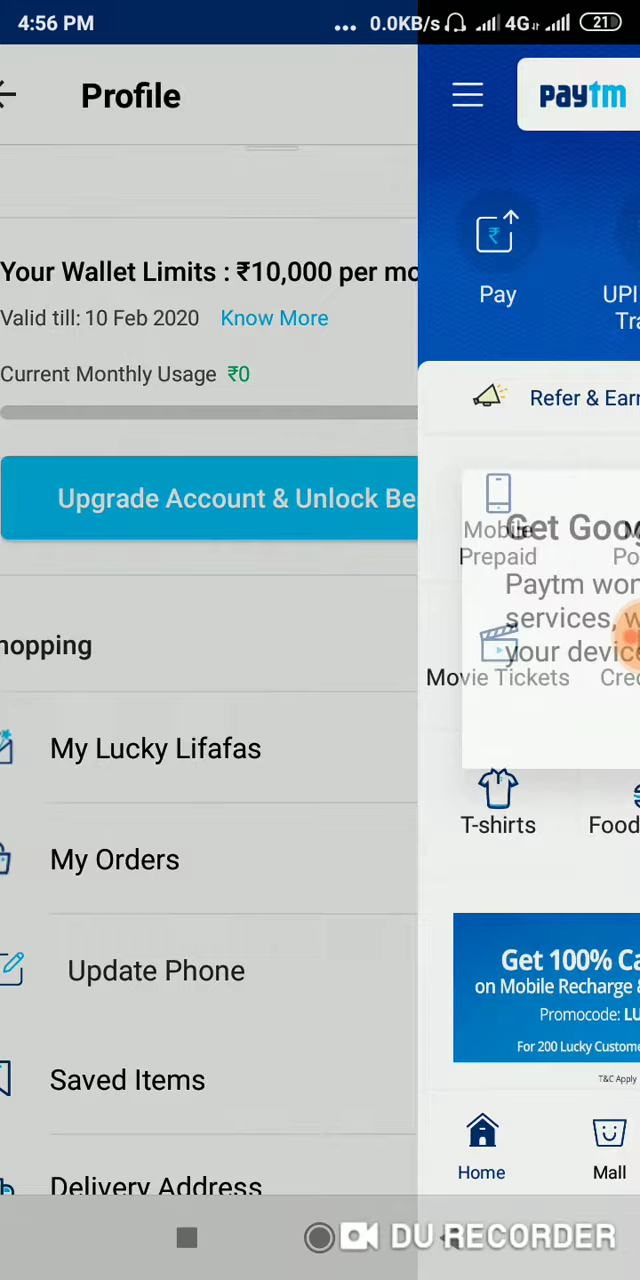 4:56 PM
... 0.0KB/s 4G 21
Profile
Your Wallet Limits : ₹10,000 per mo
Valid till: 10 Feb 2020 Know More
Current Monthly Usage ₹0
Upgrade Account & Unlock Be
hopping
My Lucky Lifafas
My Orders
Update Phone
Saved Items
Delivery Address
paytm
Pay
UPI
Tra
Refer & Earn
Mobile
Prepaid
Po
Get Goog
Paytm won
services, w
your device
Movie Tickets
Cred
T-shirts
Food
Get 100% Ca
on Mobile Recharge &
Promocode: LU
For 200 Lucky Custome
T&C Apply
Home
Mall
DU RECORDER